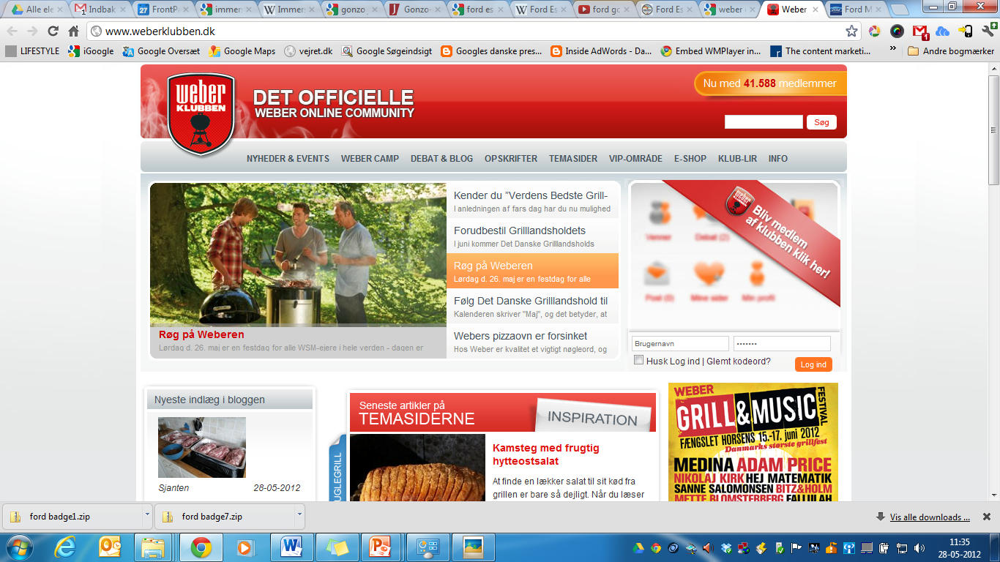 Alle ele
Indbak
FrontP
immers
Immers
gonzo j
Gonzo-
ford es
Ford Es
ford go
Ford Es
weber
Weber
Ford M
www.weberklubben.dk
LIFESTYLE
iGoogle
Google Oversæt
Google Maps
vejret.dk
Google Søgeindsigt
Googles danske pres...
Inside AdWords - Da...
Embed WMPlayer in...
The content marketi...
»
Andre bogmærker
weber
KLUBBEN
DET OFFICIELLE
WEBER ONLINE COMMUNITY
Nu med 41.588 medlemmer
Søg
NYHEDER & EVENTS WEBER CAMP DEBAT & BLOG OPSKRIFTER TEMASIDER VIP-OMRÅDE E-SHOP KLUB-LIR INFO
Røg på Weberen
Lørdag d. 26. maj er en festdag for alle WSM-ejere i hele verden - dagen er
Kender du "Verdens Bedste Grill-
I anledningen af fars dag har du nu mulighed
Forudbestil Grilllandsholdets
I juni kommer Det Danske Grilllandsholds
Røg på Weberen
Lørdag d. 26. maj er en festdag for alle
Følg Det Danske Grilllandshold til
Kalenderen skriver "Maj", og det betyder, at
Webers pizzaovn er forsinket
Hos Weber er kvalitet et vigtigt nøgleord, og
weber
KLUBBEN
Bliv medlem
af klubben klik her!
Venner
Debat (2)
Post (0)
Mine sider
Min profil
Brugernavn
•••••••
Husk Log ind | Glemt kodeord?
Log ind
Nyeste indlæg i bloggen
Sjanten 28-05-2012
Seneste artikler på
TEMASIDERNE
INSPIRATION
UGLEGRILL
Kamsteg med frugtig
hytteostsalat
At finde en lækker salat til sit kød fra
grillen er bare så dejligt. Når du læser
WEBER
GRILL & MUSIC
FESTIVAL
FÆNGSLET HORSENS 15.-17. juni 2012
Danmarks største grillfest
MEDINA ADAM PRICE
NIKOLAJ KIRK HEJ MATEMATIK
SANNE SALOMONSEN BITZ&HOLM
METTE BLOMSTERBERG FALLULAH
ford badge1.zip
ford badge7.zip
Vis alle downloads ...
11:35
28-05-2012